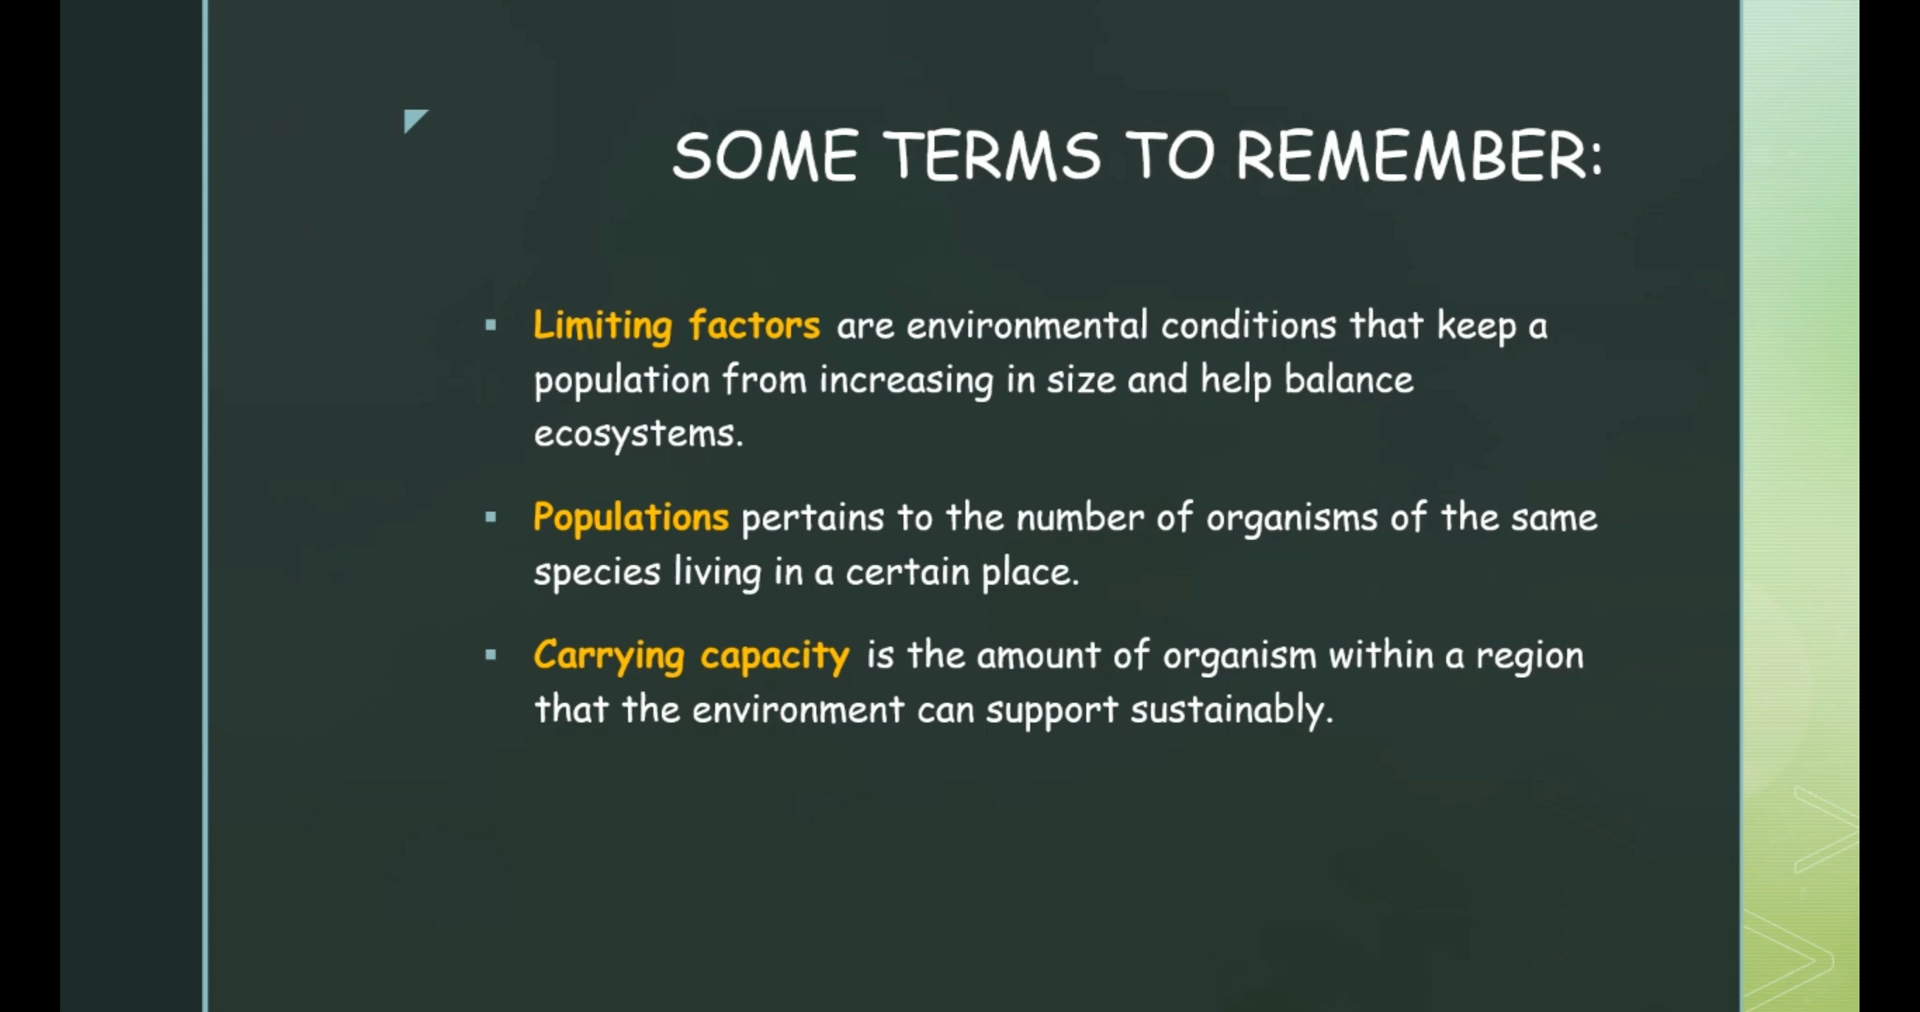 SOME TERMS TO REMEMBER:
▪ Limiting factors are environmental conditions that keep a
population from increasing in size and help balance
ecosystems.
▪ Populations pertains to the number of organisms of the same
species living in a certain place.
▪ Carrying capacity is the amount of organism within a region
that the environment can support sustainably.